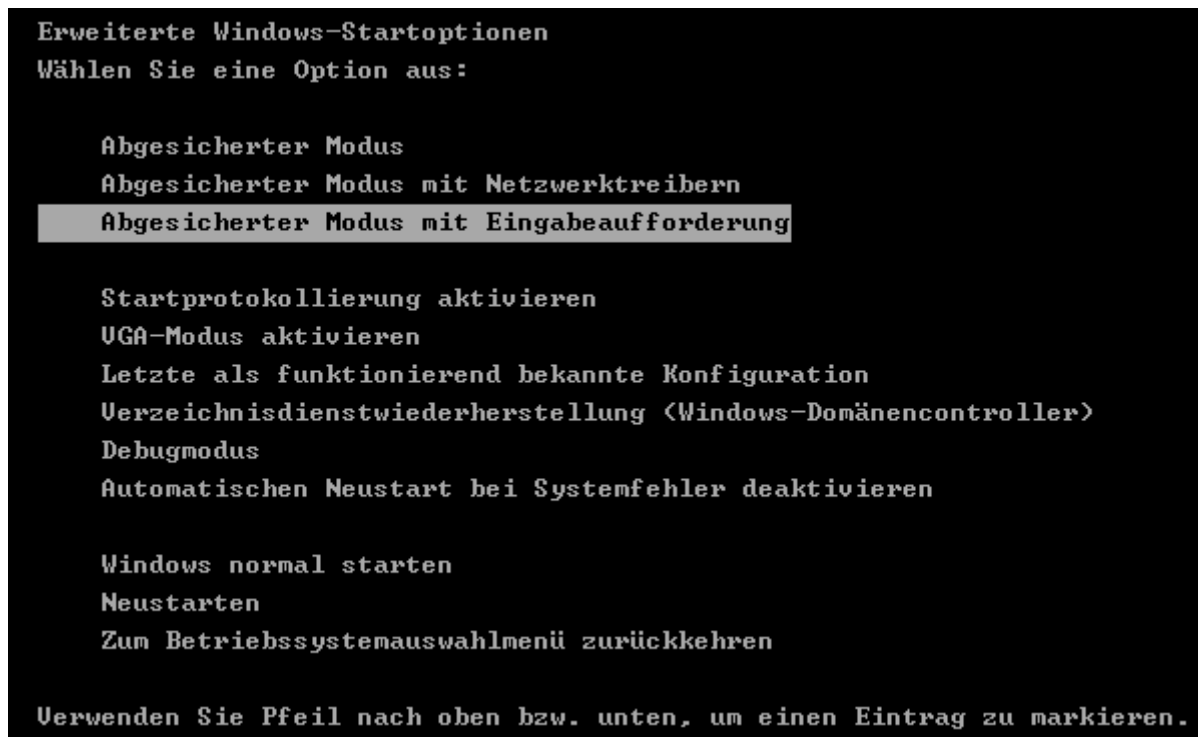 Erweiterte Windows-Startoptionen
Wählen Sie eine Option aus:
Abgesicherter Modus
Abgesicherter Modus mit Netzwerktreibern
Abgesicherter Modus mit Eingabeaufforderung
Startprotokollierung aktivieren
VGA-Modus aktivieren
Letzte als funktionierend bekannte Konfiguration
Verzeichnisdienstwiederherstellung (Windows-Domänencontroller)
Debugmodus
Automatischen Neustart bei Systemfehler deaktivieren
Windows normal starten
Neustarten
Zum Betriebssystemauswahlmenü zurückkehren
Verwenden Sie Pfeil nach oben bzw. unten, um einen Eintrag zu markieren.